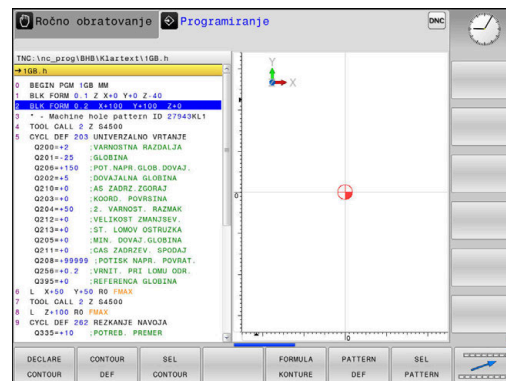 Ročno obratovanje
Programiranje
DNC
TNC:\nc_prog\BHB\Klartext\1GB.h
→1GB.h
0 BEGIN PGM 1GB MM
1 BLK FORM 0.1 Z X+0 Y+0 Z-40
2 BLK FORM 0.2 X+100 Y+100 Z+0
3 * - Machine hole pattern ID 27943KL1
4 TOOL CALL 2 Z S4500
5 CYCL DEF 203 UNIVERZALNO VRTANJE
Q200=+2 ;VARNOSTNA RAZDALJA
Q201=-25 ;GLOBINA
Q206=+150 ;POT.NAPR.GLOB.DOVAJ.
Q202=+5 ;DOVAJALNA GLOBINA
Q210=+0 ;AS ZADRZ.ZGORAJ
Q203=+0 ;KOORD. POVRSINA
Q204=+50 ;2. VARNOST. RAZMAK
Q212=+0 ;VELIKOST ZMANJSEV.
Q213=+0 ;ST. LOMOV OSTRUZKA
Q205=+0 ;MIN. DOVAJ.GLOBINA
Q211=+0 ;CAS ZADRZEV. SPODAJ
Q208=+99999 ;POTISK NAPR. POVRAT.
Q256=+0.2 ;VRNIT. PRI LOMU ODR.
Q395=+0 ;REFERENCA GLOBINA
6 L X+50 Y+50 R0 FMAX
7 TOOL CALL 2 Z S4500
8 L Z+100 R0 FMAX
9 CYCL DEF 262 REZKANJE NAVOJA
Q335=+10 ;POTREB. PREMER
Y
X
0
0
DECLARE CONTOUR
CONTOUR DEF
SEL CONTOUR
FORMULA KONTURE
PATTERN DEF
SEL PATTERN